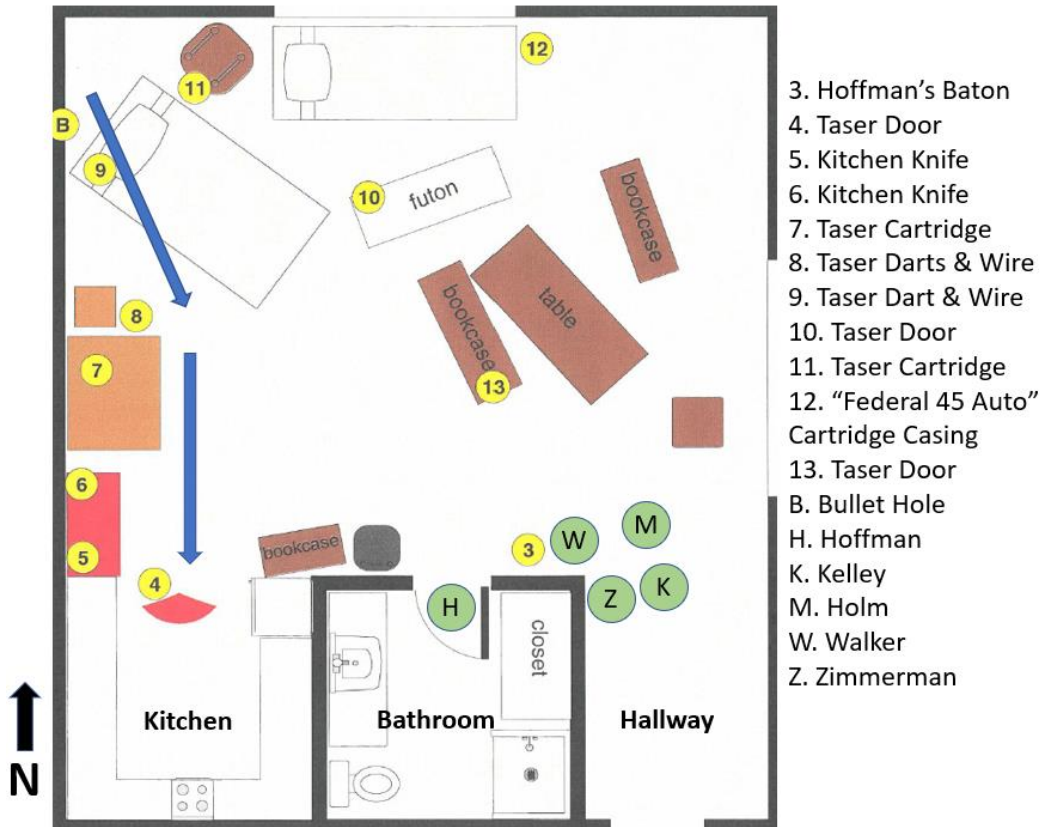 12
11
B
9
10
futon
bookcase
bookcase
table
8
7
13
6
5
bookcase
3
W
M
4
H
Z
K
closet
Kitchen
Bathroom
Hallway
N
3. Hoffman’s Baton
4. Taser Door
5. Kitchen Knife
6. Kitchen Knife
7. Taser Cartridge
8. Taser Darts & Wire
9. Taser Dart & Wire
10. Taser Door
11. Taser Cartridge
12. “Federal 45 Auto”
Cartridge Casing
13. Taser Door
B. Bullet Hole
H. Hoffman
K. Kelley
M. Holm
W. Walker
Z. Zimmerman